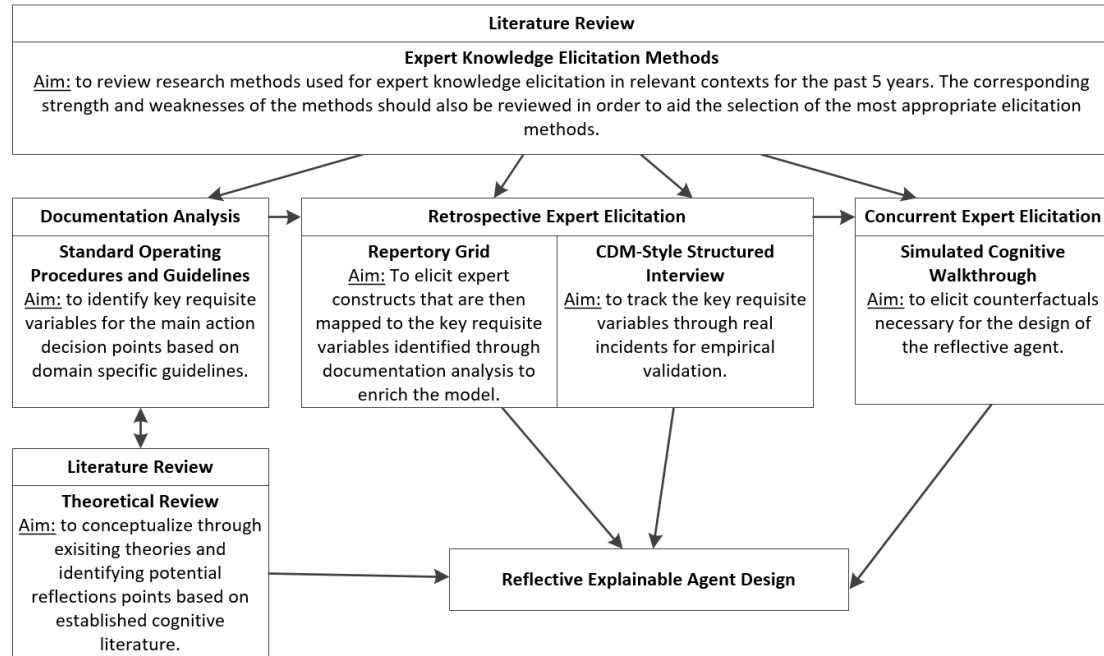 Literature Review
Expert Knowledge Elicitation Methods
Aim: to review research methods used for expert knowledge elicitation in relevant contexts for the past 5 years. The corresponding
strength and weaknesses of the methods should also be reviewed in order to aid the selection of the most appropriate elicitation
methods.
Documentation Analysis
Standard Operating
Procedures and Guidelines
Aim: to identify key requisite
variables for the main action
decision points based on
domain specific guidelines.
Retrospective Expert Elicitation
Repertory Grid
Aim: To elicit expert
constructs that are then
mapped to the key requisite
variables identified through
documentation analysis to
enrich the model.
CDM-Style Structured
Interview
Aim: to track the key requisite
variables through real
incidents for empirical
validation.
Concurrent Expert Elicitation
Simulated Cognitive
Walkthrough
Aim: to elicit counterfactuals
necessary for the design of
the reflective agent.
Literature Review
Theoretical Review
Aim: to conceptualize through
exisiting theories and
identifying potential
reflections points based on
established cognitive
literature.
Reflective Explainable Agent Design